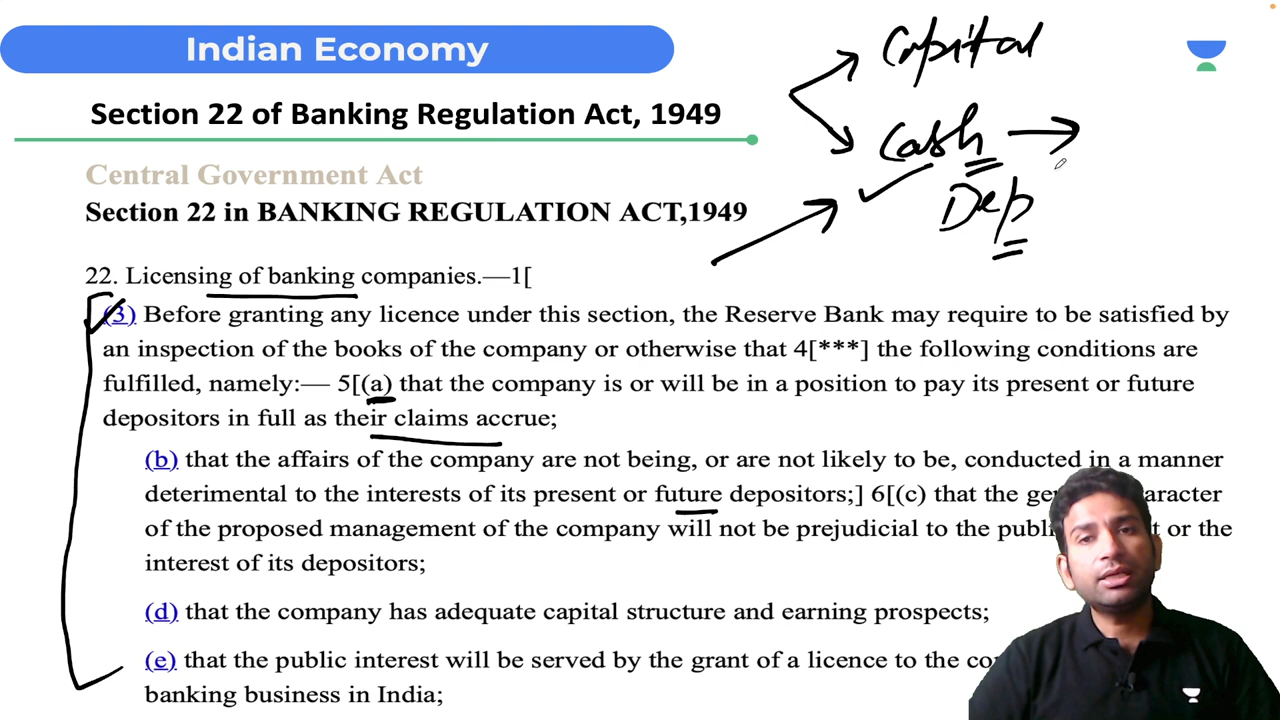 Indian Economy
Capital
Section 22 of Banking Regulation Act, 1949
Cash
Central Government Act
Dep
Section 22 in BANKING REGULATION ACT,1949
22. Licensing of banking companies.—1[
(3) Before granting any licence under this section, the Reserve Bank may require to be satisfied by
an inspection of the books of the company or otherwise that 4[***] the following conditions are
fulfilled, namely:— 5[(a) that the company is or will be in a position to pay its present or future
depositors in full as their claims accrue;
(b) that the affairs of the company are not being, or are not likely to be, conducted in a manner
deterimental to the interests of its present or future depositors;] 6[(c) that the
of the proposed management of the company will not be prejudicial to the or the
interest of its depositors;
(d) that the company has adequate capital structure and earning prospects;
(e) that the public interest will be served by the grant of a licence to the
banking business in India;